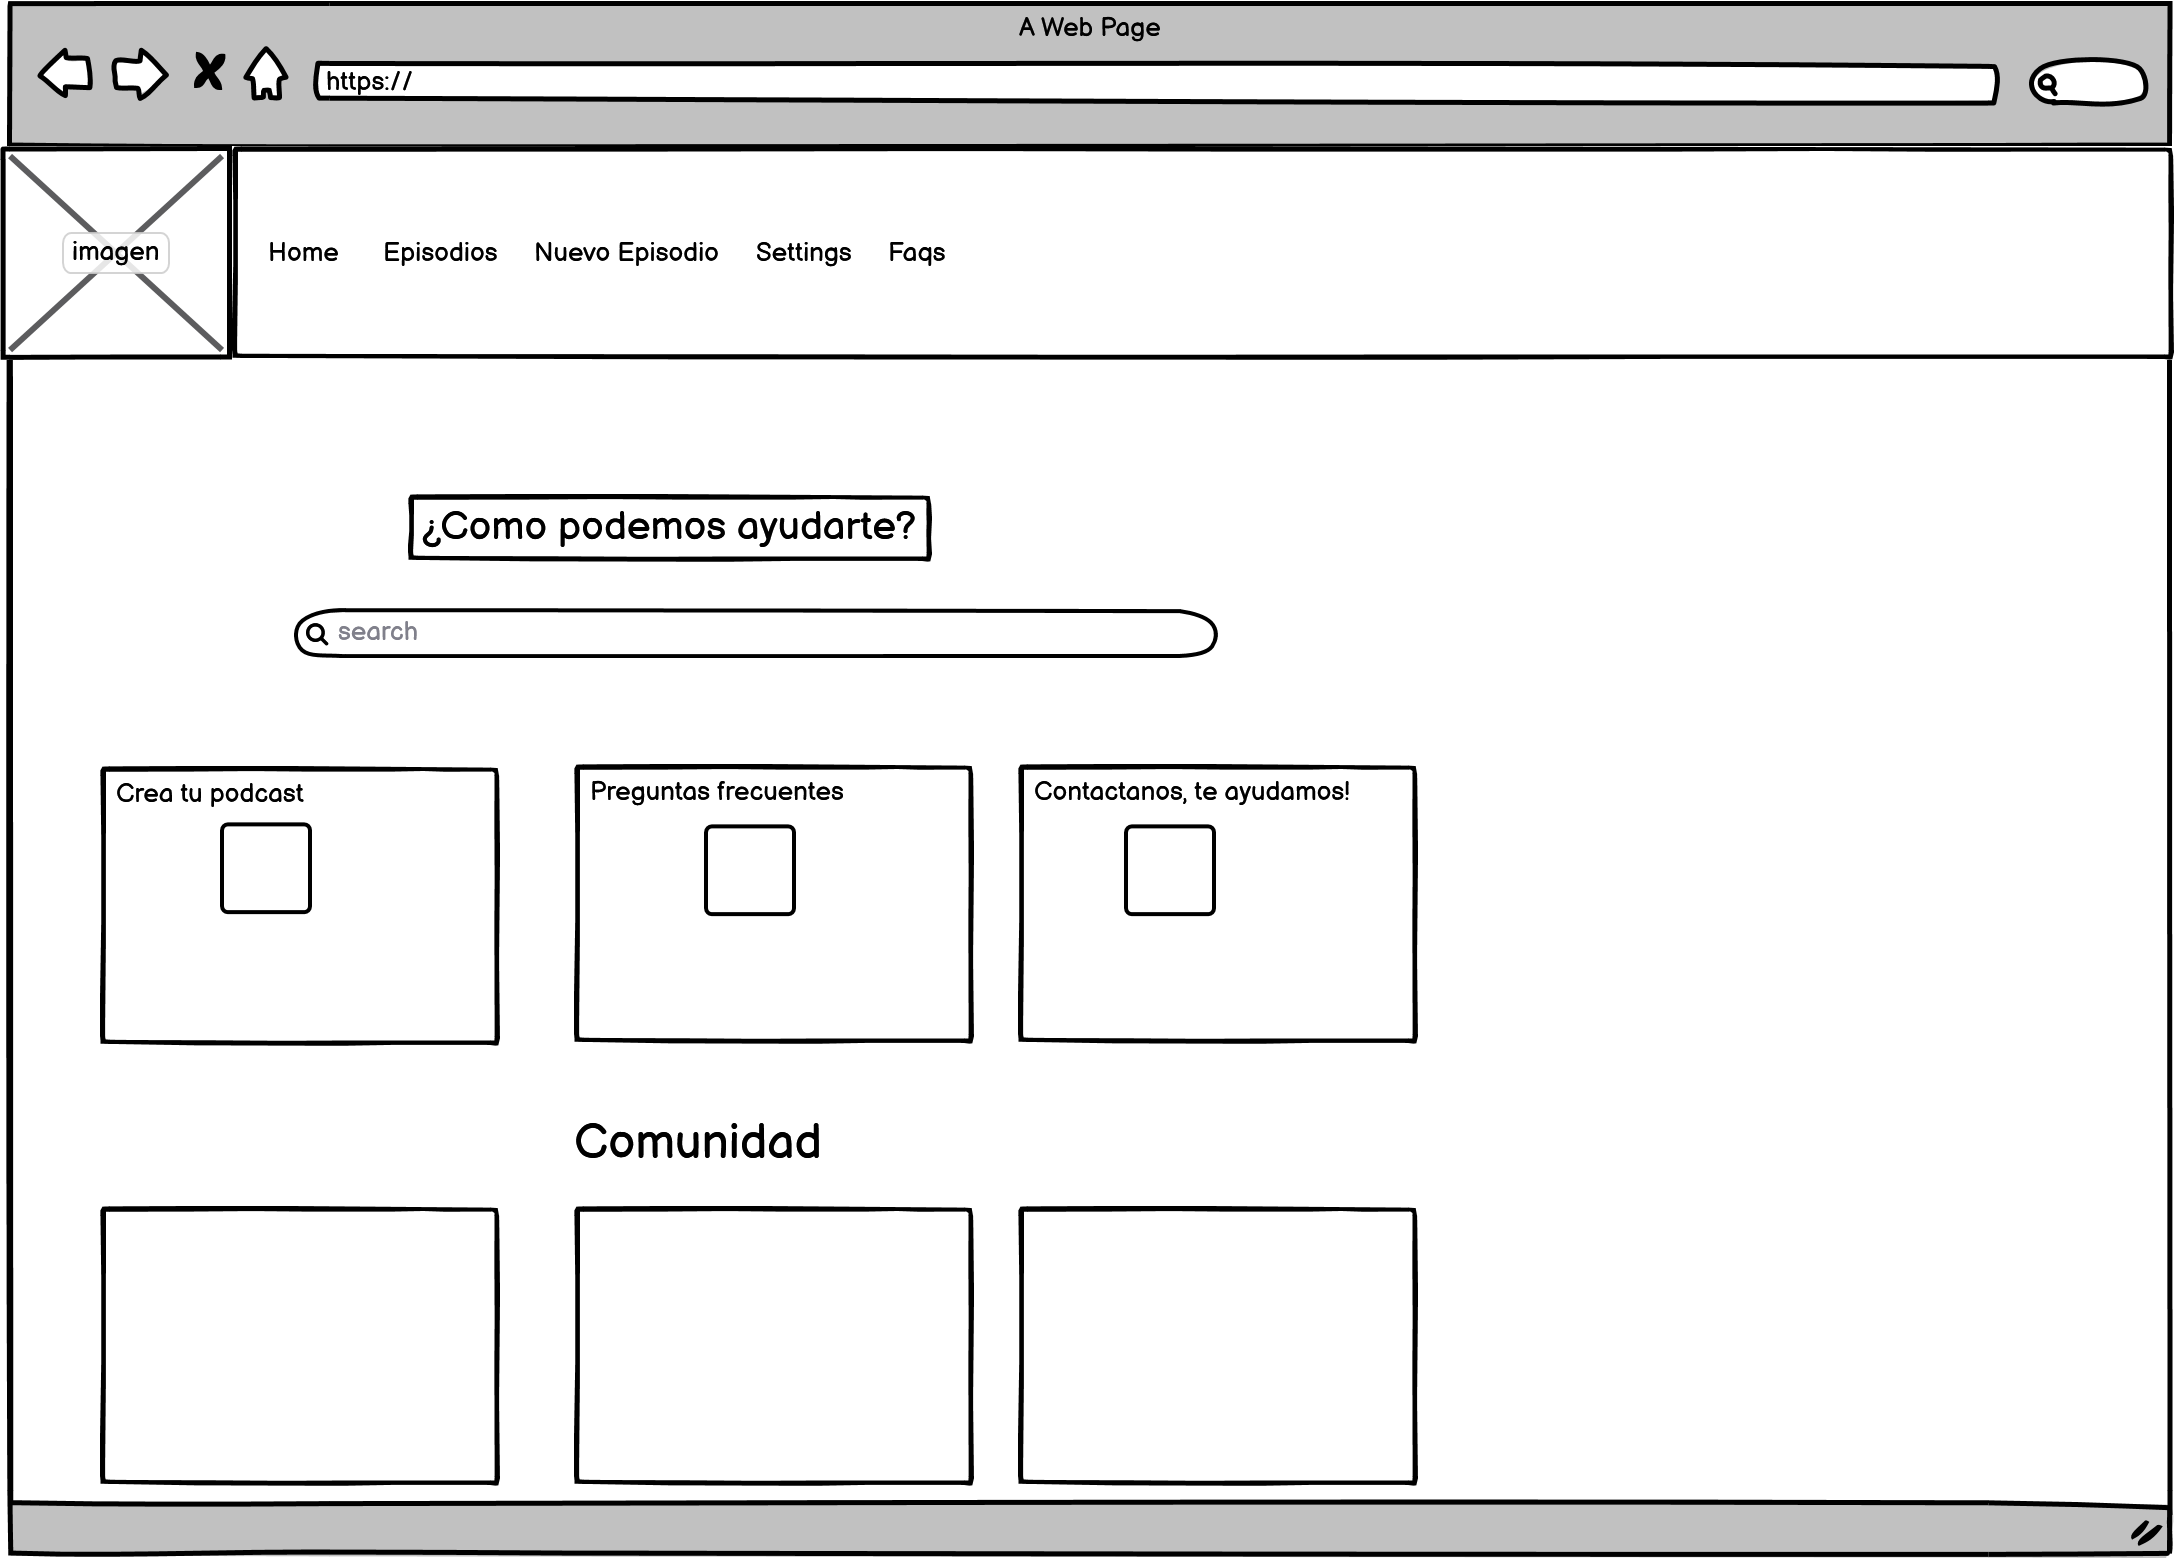 A Web Page
https://
imagen
Home Episodios Nuevo Episodio Settings Faqs
¿Como podemos ayudarte?
search
Crea tu podcast
Preguntas frecuentes
Contactanos, te ayudamos!
Comunidad